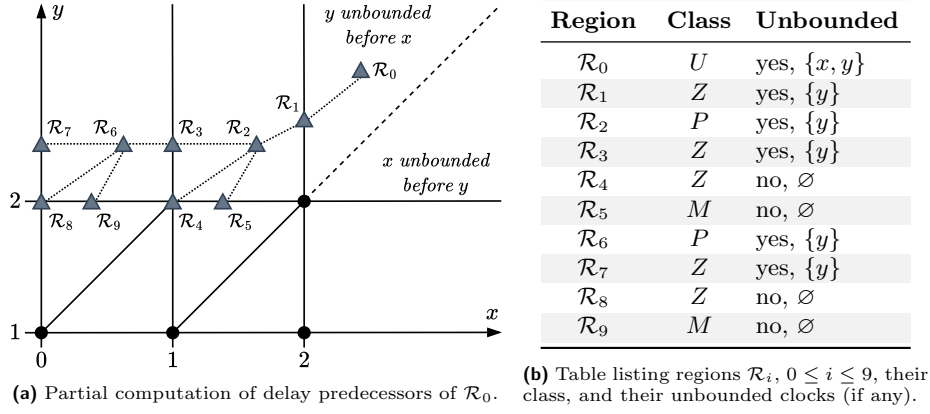 y
y unbounded
before x
R₀
R₁
R₇ R₆ R₃ R₂
x unbounded
before y
2
R₈ R₉ R₄ R₅
x
1
0 1 2
(a) Partial computation of delay predecessors of R₀.
Region Class Unbounded
R₀ U yes, {x, y}
R₁ Z yes, {y}
R₂ P yes, {y}
R₃ Z yes, {y}
R₄ Z no, ∅
R₅ M no, ∅
R₆ P yes, {y}
R₇ Z yes, {y}
R₈ Z no, ∅
R₉ M no, ∅
(b) Table listing regions Rᵢ, 0 ≤ i ≤ 9, their
class, and their unbounded clocks (if any).